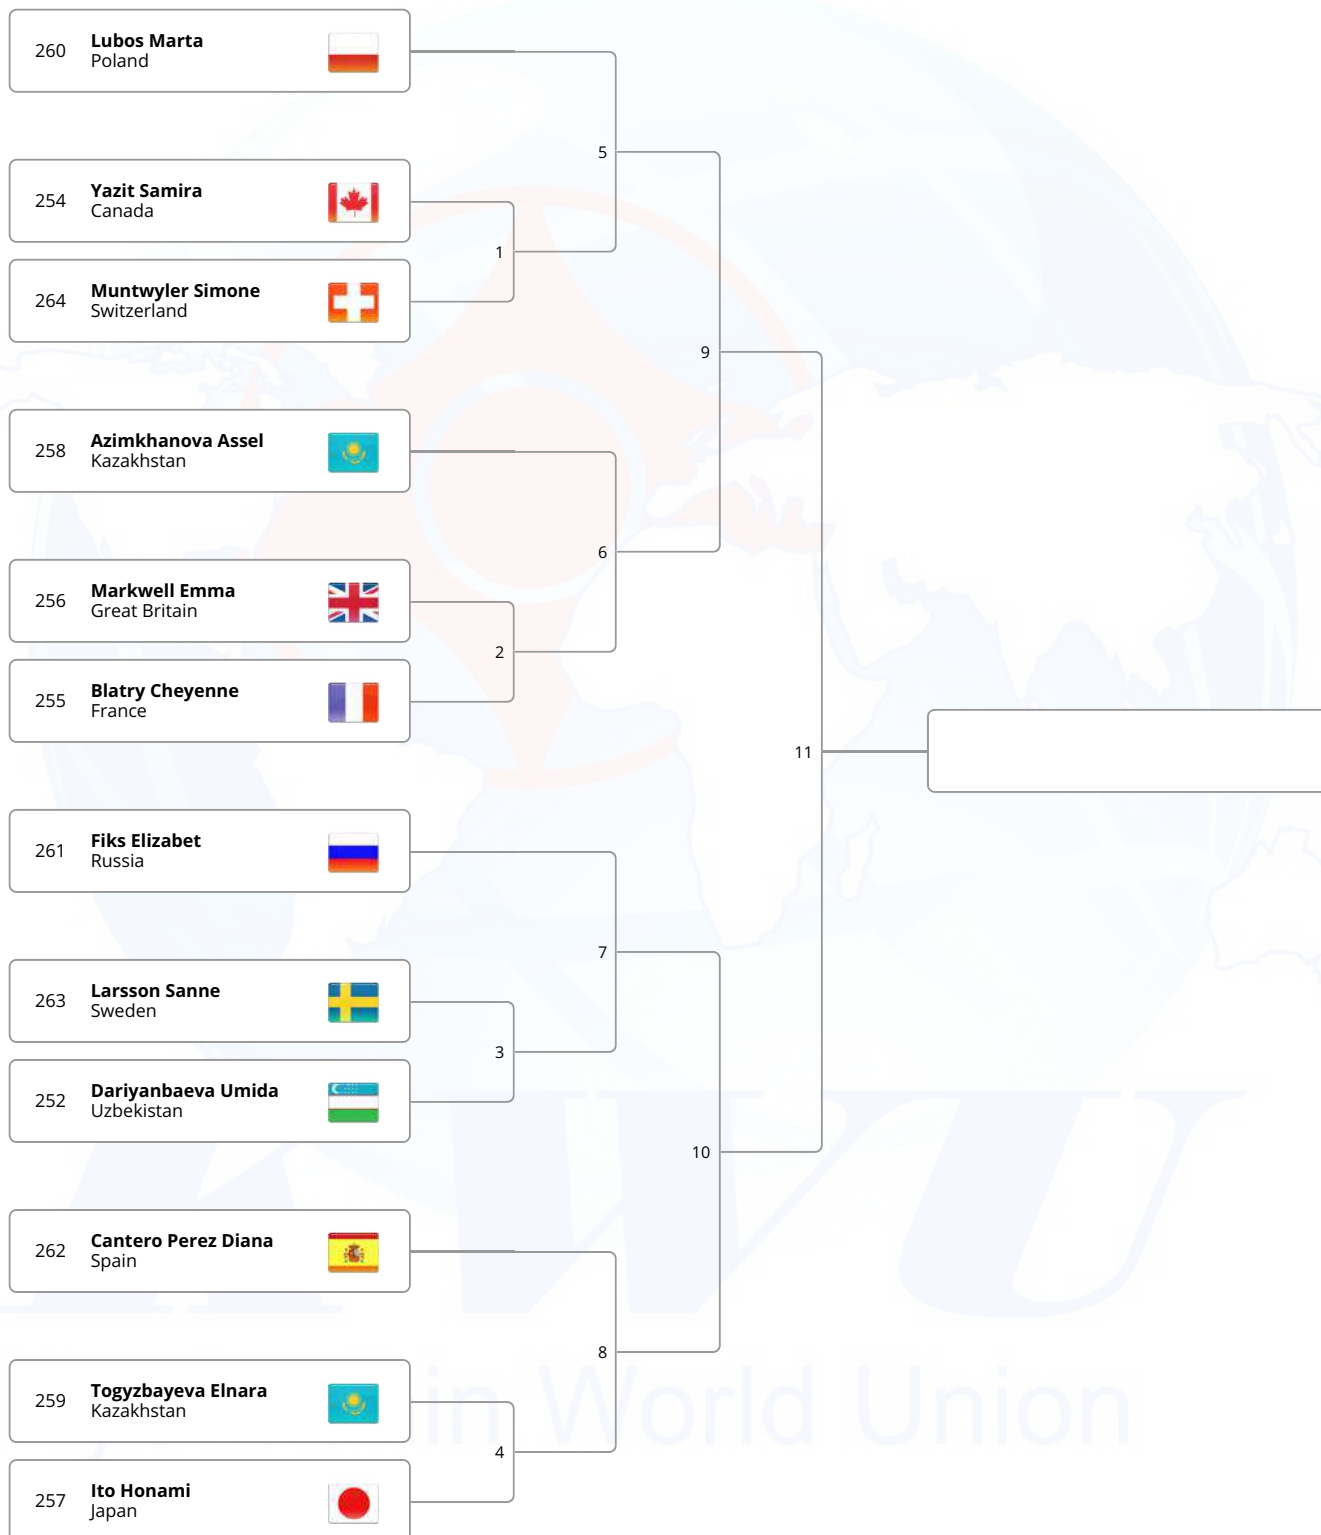 260
Lubos Marta
Poland
254
Yazit Samira
Canada
264
Muntwyler Simone
Switzerland
258
Azimkhanova Assel
Kazakhstan
256
Markwell Emma
Great Britain
255
Blatry Cheyenne
France
261
Fiks Elizabet
Russia
263
Larsson Sanne
Sweden
252
Dariyanbaeva Umida
Uzbekistan
262
Cantero Perez Diana
Spain
259
Togyzbayeva Elnara
Kazakhstan
257
Ito Honami
Japan
1
2
3
4
5
6
7
8
9
10
11
KWU
World Union